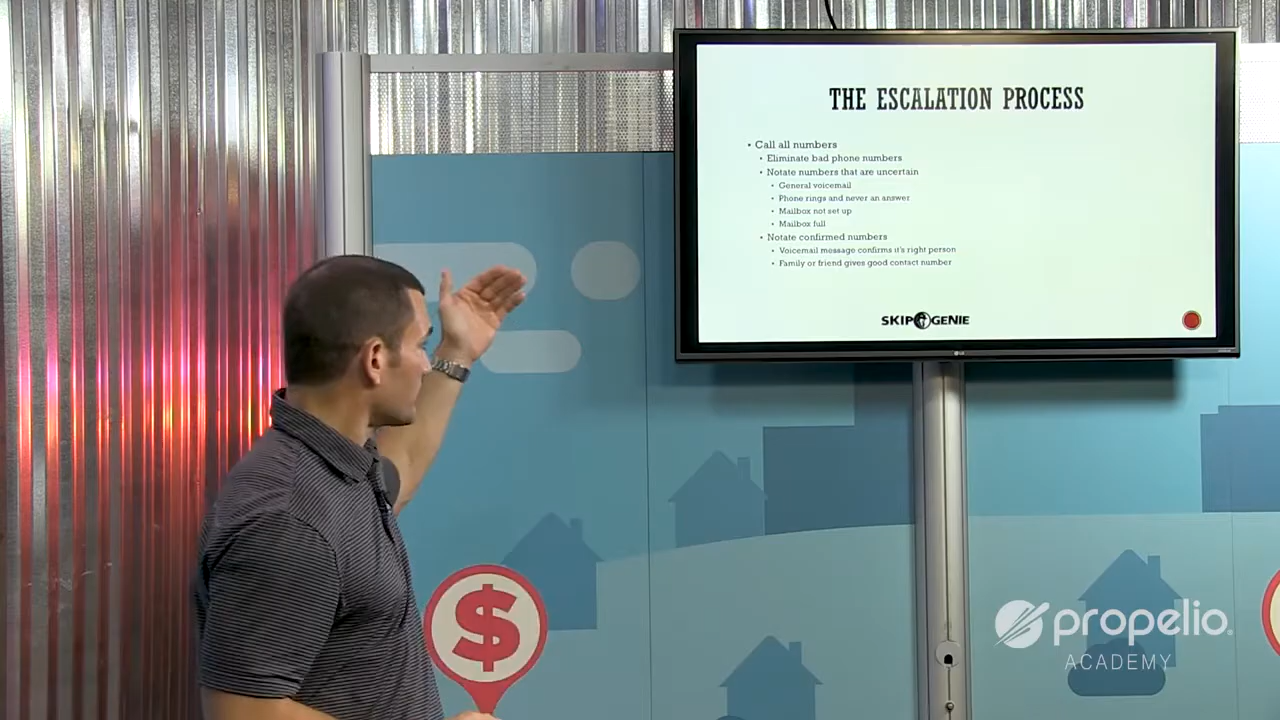 THE ESCALATION PROCESS
• Call all numbers
• Eliminate bad phone numbers
• Notate numbers that are uncertain
• General voicemail
• Phone rings and never an answer
• Mailbox not set up
• Mailbox full
• Notate confirmed numbers
• Voicemail message confirms it's right person
• Family or friend gives good contact number
SKIP GENIE
LG
$
propelio
ACADEMY